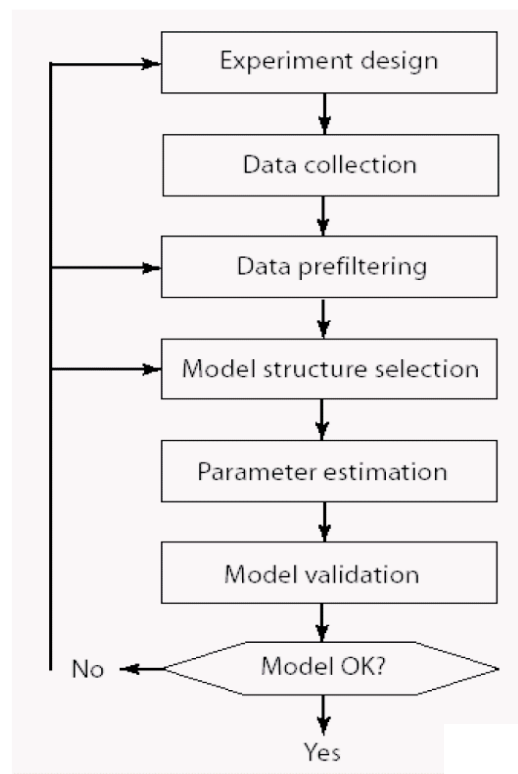 Experiment design
Data collection
Data prefiltering
Model structure selection
Parameter estimation
Model validation
Model OK?
No
Yes